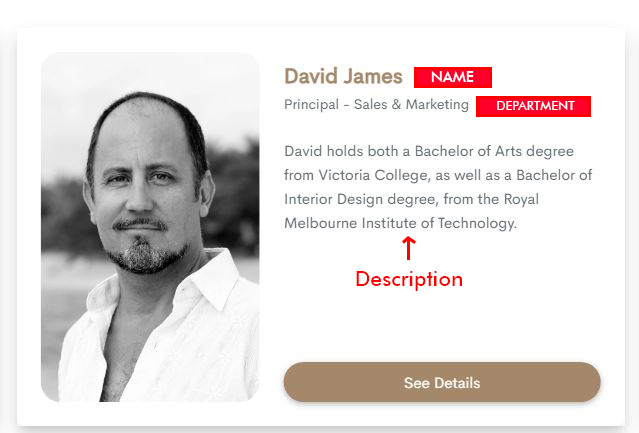 David James NAME
Principal - Sales & Marketing DEPARTMENT
David holds both a Bachelor of Arts degree
from Victoria College, as well as a Bachelor of
Interior Design degree, from the Royal
Melbourne Institute of Technology.
Description
See Details